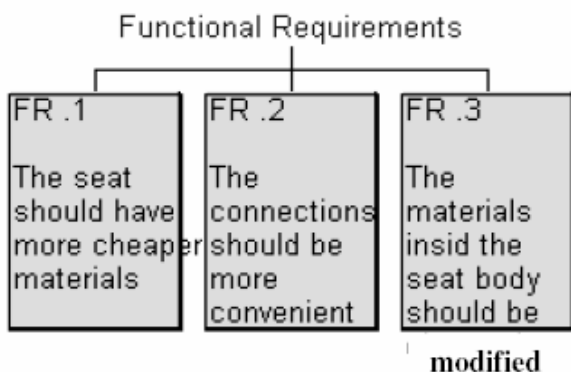 Functional Requirements
FR .1
The seat
should have
more cheaper
materials
FR .2
The
connections
should be
more
convenient
FR .3
The
materials
insid the
seat body
should be
modified